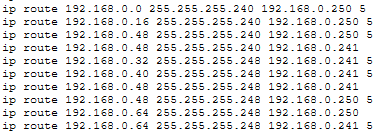 ip route 192.168.0.0 255.255.255.240 192.168.0.250 5
ip route 192.168.0.16 255.255.255.240 192.168.0.250 5
ip route 192.168.0.48 255.255.255.240 192.168.0.250 5
ip route 192.168.0.48 255.255.255.240 192.168.0.241
ip route 192.168.0.32 255.255.255.248 192.168.0.241 5
ip route 192.168.0.40 255.255.255.248 192.168.0.241 5
ip route 192.168.0.48 255.255.255.248 192.168.0.241
ip route 192.168.0.48 255.255.255.248 192.168.0.250 5
ip route 192.168.0.64 255.255.255.248 192.168.0.250
ip route 192.168.0.64 255.255.255.248 192.168.0.241 5